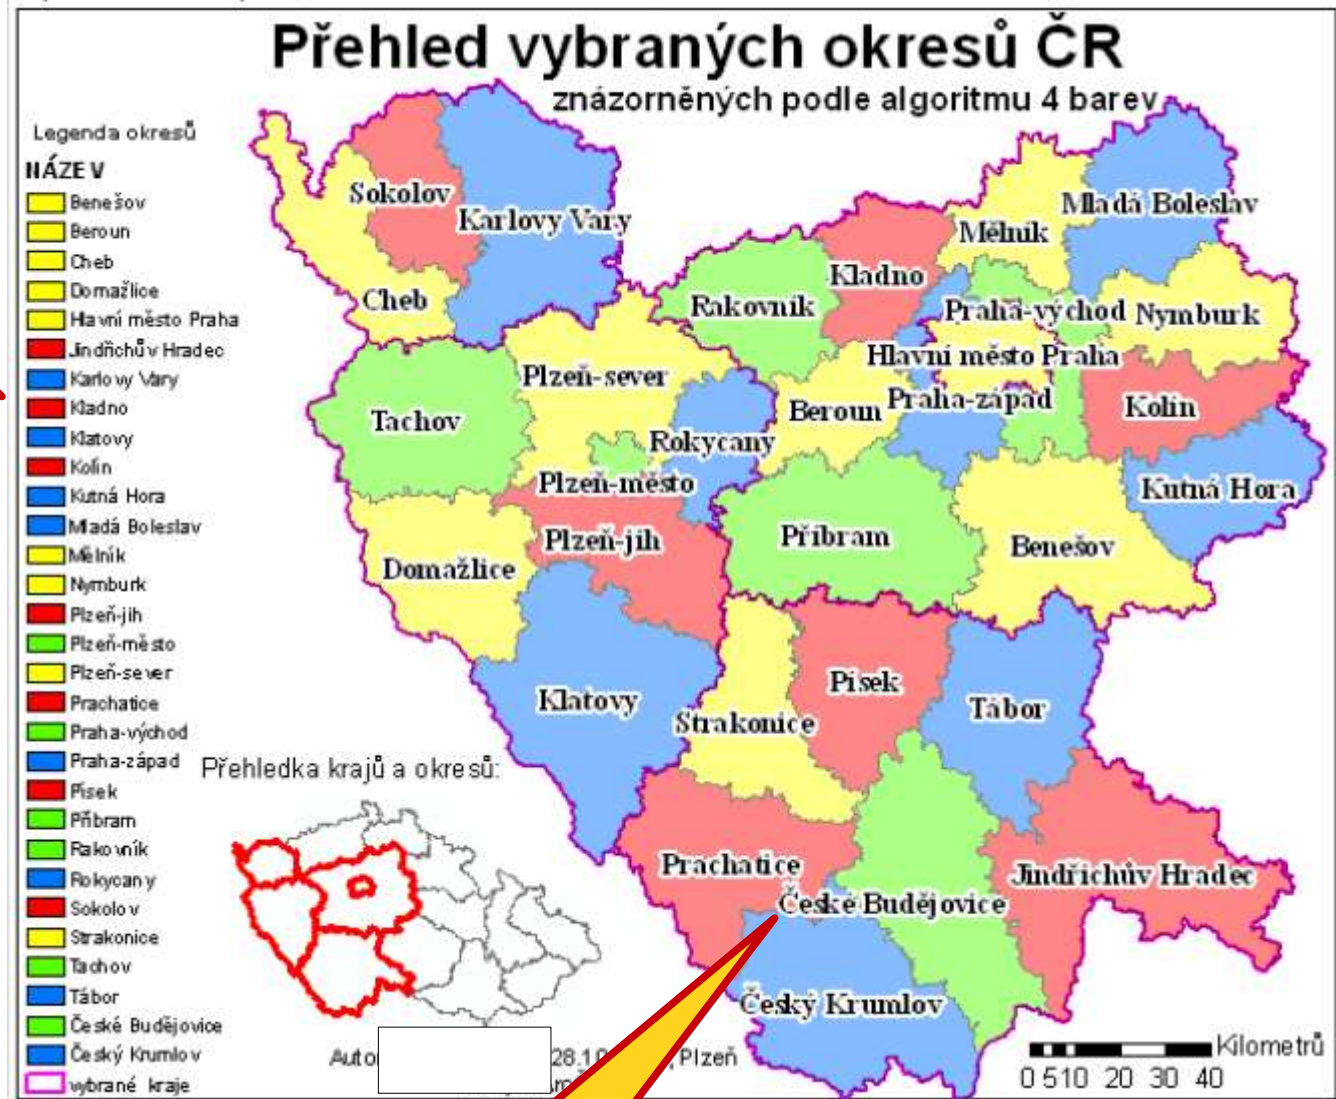 Přehled vybraných okresů ČR
znázorněných podle algoritmu 4 barev
Legenda okresů
NÁZEV
Benešov
Beroun
Cheb
Domažlice
Hlavní město Praha
Jindřichův Hradec
Karlovy Vary
Kladno
Klatovy
Kolín
Kutná Hora
Mladá Boleslav
Mělník
Nymburk
Plzeň-jih
Plzeň-město
Plzeň-sever
Prachatice
Praha-východ
Praha-západ
Písek
Příbram
Rakovník
Rokycany
Sokolov
Strakonice
Tachov
Tábor
České Budějovice
Český Krumlov
vybrané kraje
Sokolov
Karlovy Vary
Cheb
Mladá Boleslav
Mělník
Kladno
Rakovník
Praha-východ
Nymburk
Hlavní město Praha
Plzeň-sever
Praha-západ
Beroun
Kolín
Tachov
Rokycany
Plzeň-město
Kutná Hora
Plzeň-jih
Příbram
Benešov
Domažlice
Písek
Klatovy
Strakonice
Tábor
Prachatice
Jindřichův Hradec
České Budějovice
Český Krumlov
Přehledka krajů a okresů:
Auto 28.1 , Plzeň
Kilometrů
0 5 10 20 30 40